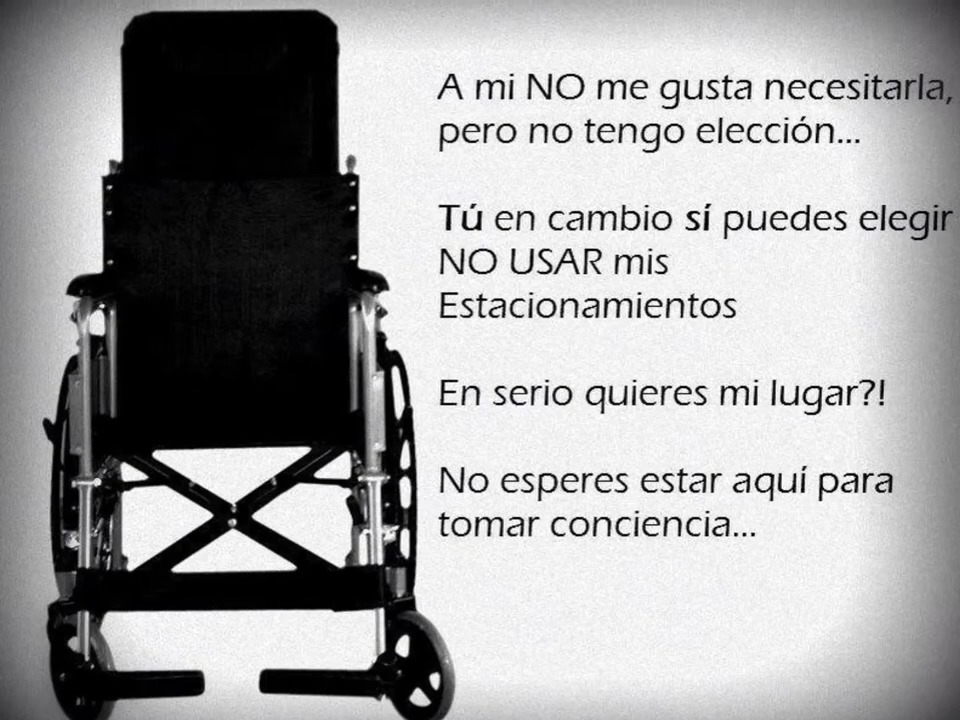 A mi NO me gusta necesitarla,
pero no tengo elección...
Tú en cambio sí puedes elegir
NO USAR mis
Estacionamientos
En serio quieres mi lugar?!
No esperes estar aquí para
tomar conciencia...